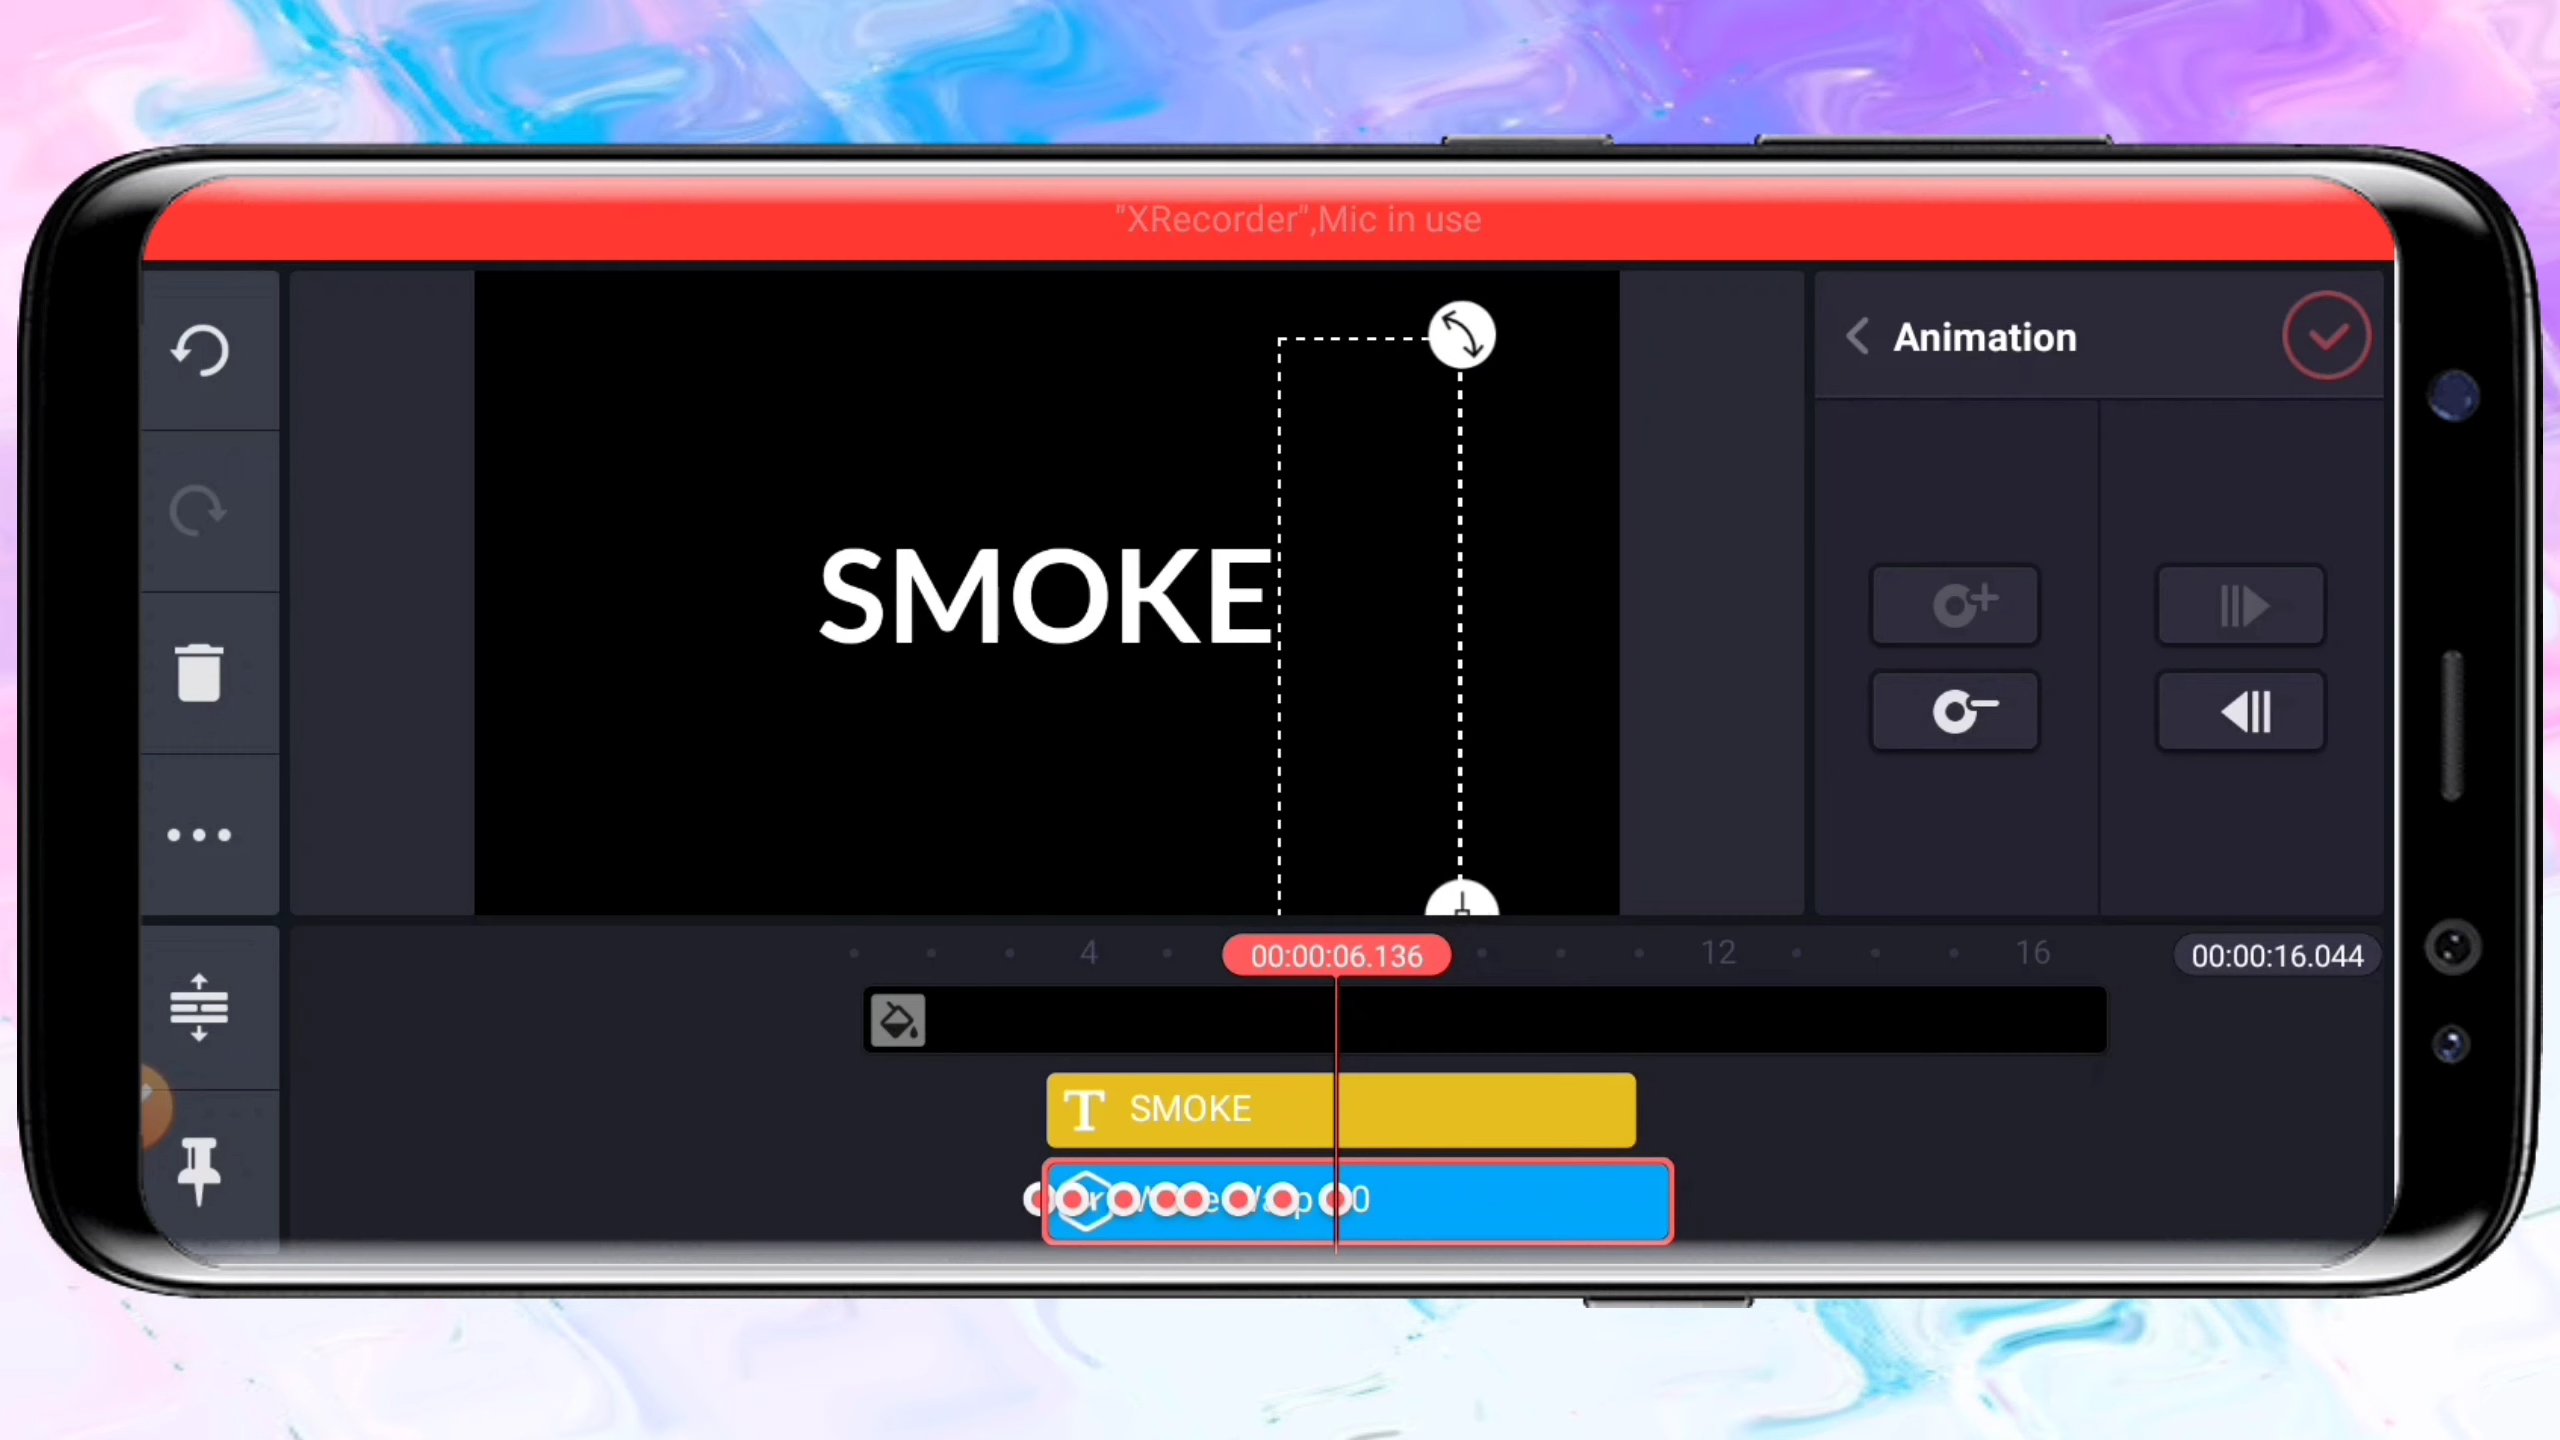 "XRecorder",Mic in use
Animation
SMOKE
4
00:00:06.136
12
16
00:00:16.044
T SMOKE